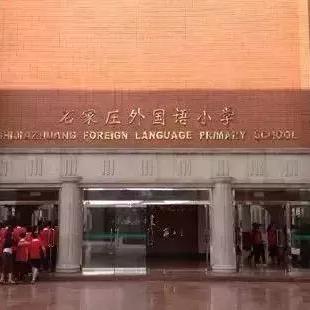 石家庄外国语小学
SHIJIAZHUANG FOREIGN LANGUAGE PRIMARY SCHOOL